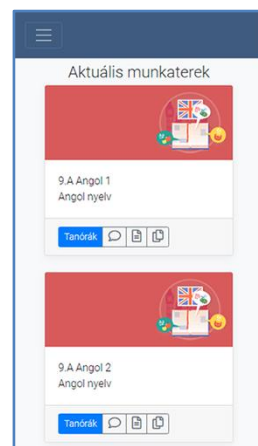 Aktuális munkaterek
9.A Angol 1
Angol nyelv
Tanórák
9.A Angol 2
Angol nyelv
Tanórák